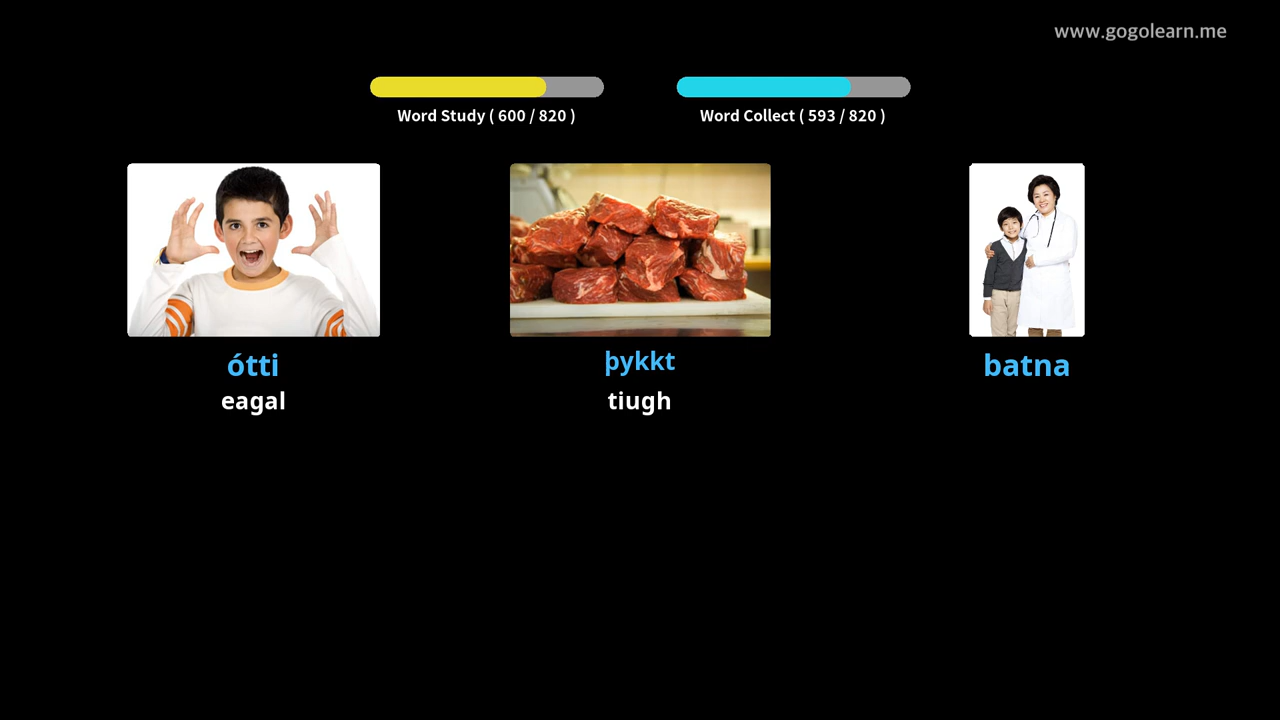 www.gogolearn.me
Word Study ( 600 / 820 )
Word Collect ( 593 / 820 )
ótti
eagal
þykkt
tiugh
batna